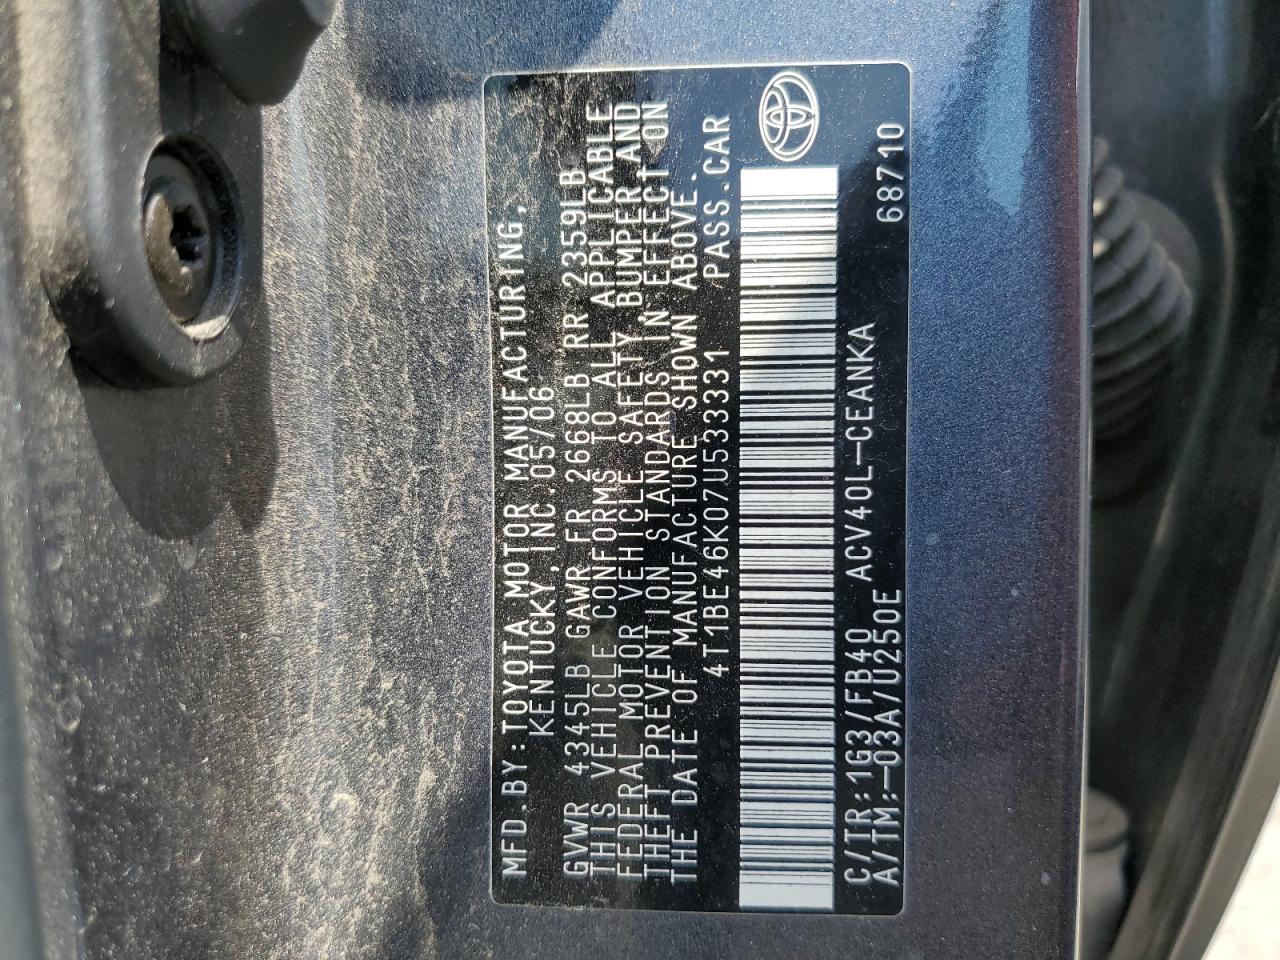 MFD.BY:TOYOTA MOTOR MANUFACTURING,
KENTUCKY, INC.05/06
GVWR 4345LB GAWR FR 2668LB RR 2359LB
THIS VEHICLE CONFORMS TO ALL APPLICABLE
FEDERAL MOTOR VEHICLE SAFETY, BUMPER AND
THEFT PREVENTION STANDARDS IN EFFECT ON
THE DATE OF MANUFACTURE SHOWN ABOVE.
4T1BE46K07U533331 PASS.CAR
C/TR:1G3/FB40 ACV40L-CEANKA
A/TM:-03A/U250E 68710